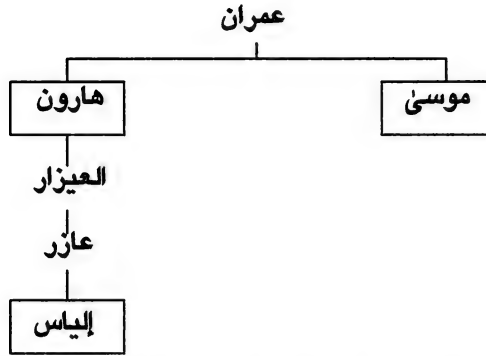 عمران
هارون موسىٰ
العيزار
عازر
إلياس